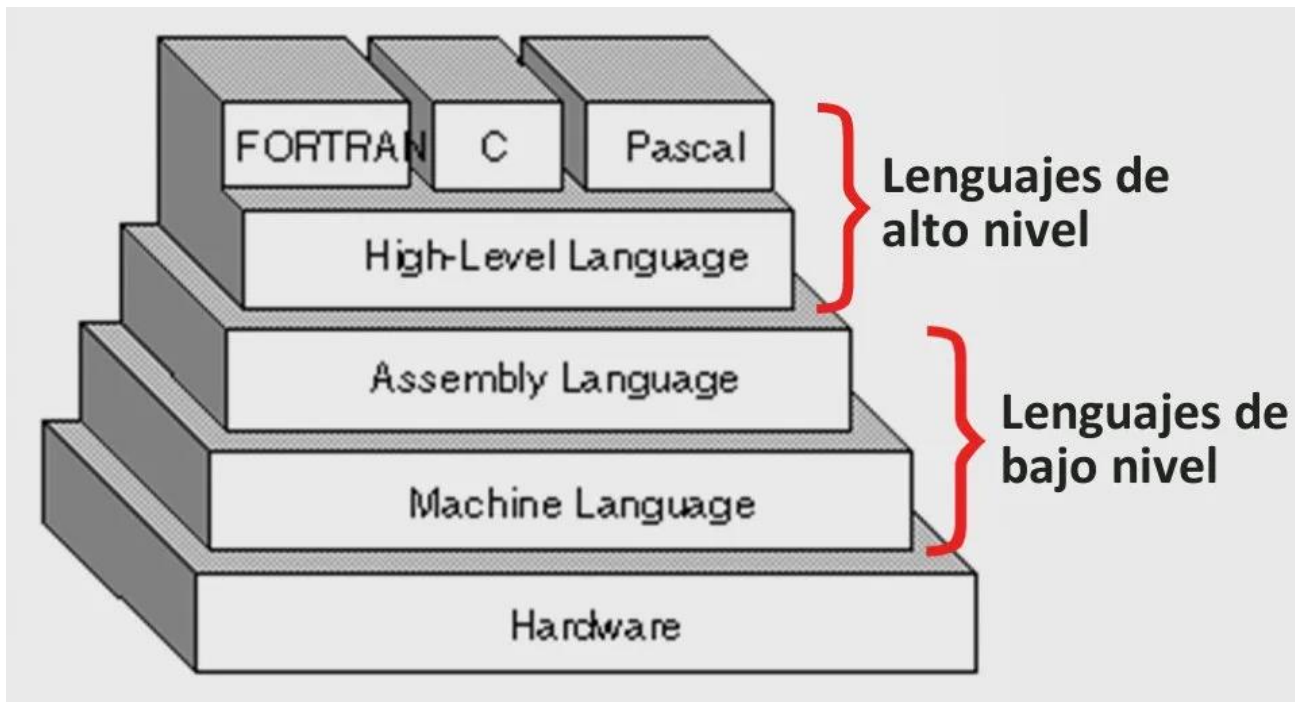 FORTRAN
C
Pascal
Lenguajes de
alto nivel
High-Level Language
Assembly Language
Lenguajes de
bajo nivel
Machine Language
Hardware